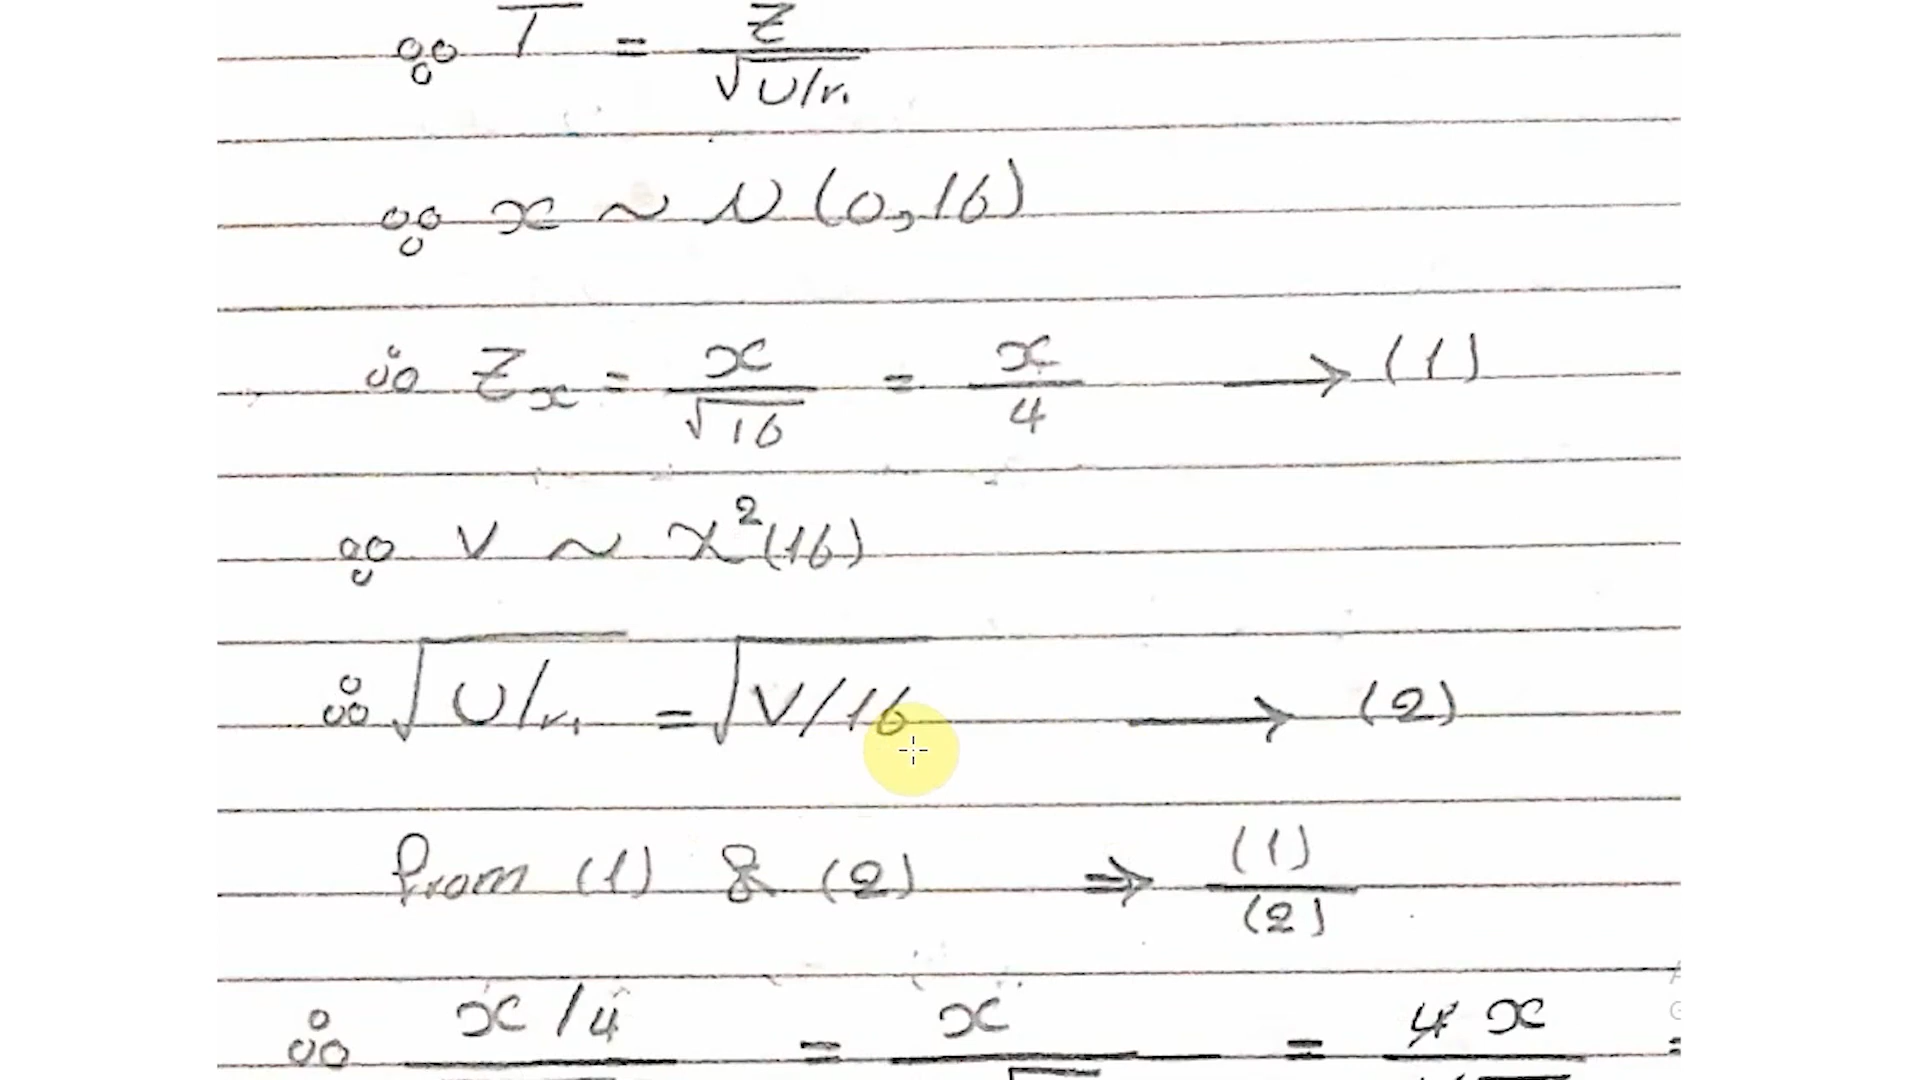 ∵ T = Z / √(U/r₁)
∵ x ~ N(0,16)
∴ Zx = x/√16 = x/4 → (1)
∵ V ~ χ²(16)
∴ √(U/r₁) = √(V/16) → (2)
from (1) & (2) ⇒ (1)/(2)
∴ x/4 = x = 4x =